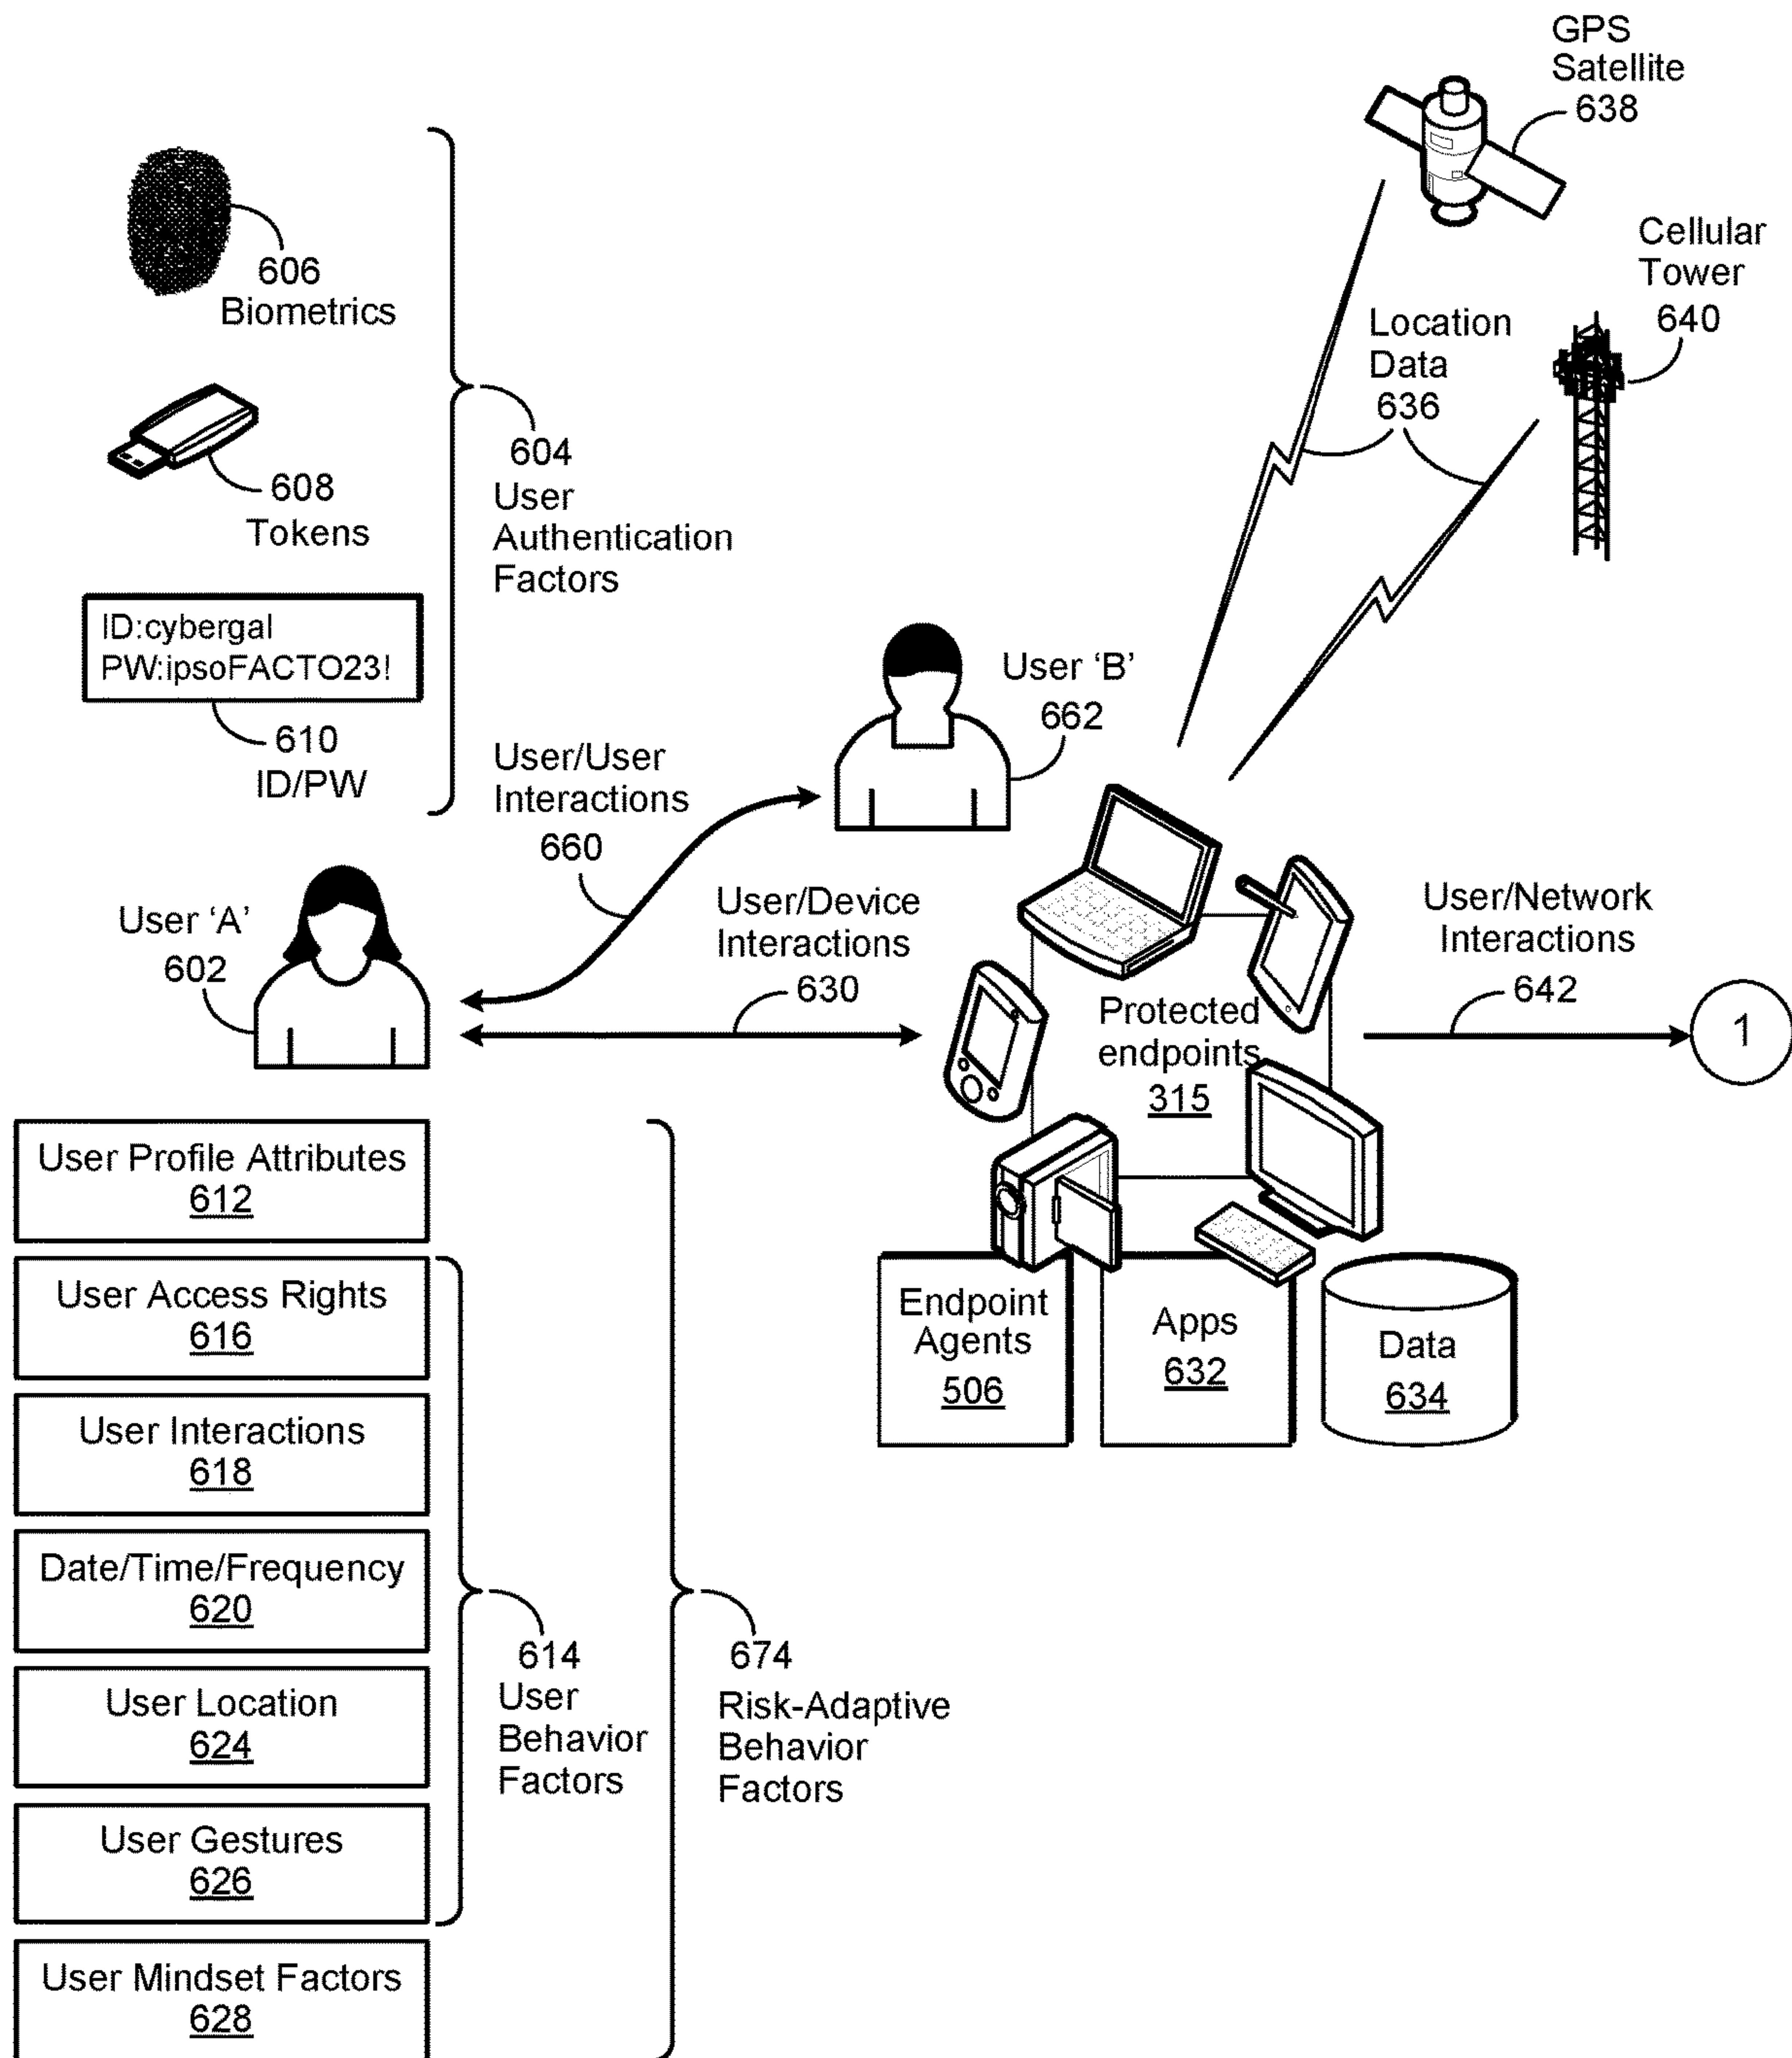 GPS
Satellite
638
Cellular
Tower
640
Location
Data
636
606
Biometrics
608
Tokens
ID:cybergal
PW:ipsoFACTO23!
610
ID/PW
604
User
Authentication
Factors
User 'B'
662
User/User
Interactions
660
User 'A'
602
User/Device
Interactions
630
User/Network
Interactions
642
1
Protected
endpoints
315
Endpoint
Agents
506
Apps
632
Data
634
User Profile Attributes
612
User Access Rights
616
User Interactions
618
Date/Time/Frequency
620
User Location
624
User Gestures
626
User Mindset Factors
628
614
User
Behavior
Factors
674
Risk-Adaptive
Behavior
Factors